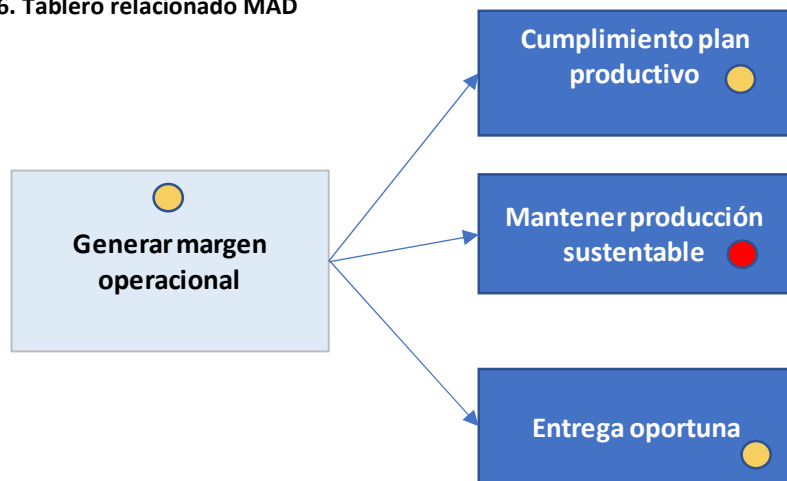 6. Tablero relacionado MAD
Cumplimiento plan
productivo
Generar margen
operacional
Mantener producción
sustentable
Entrega oportuna